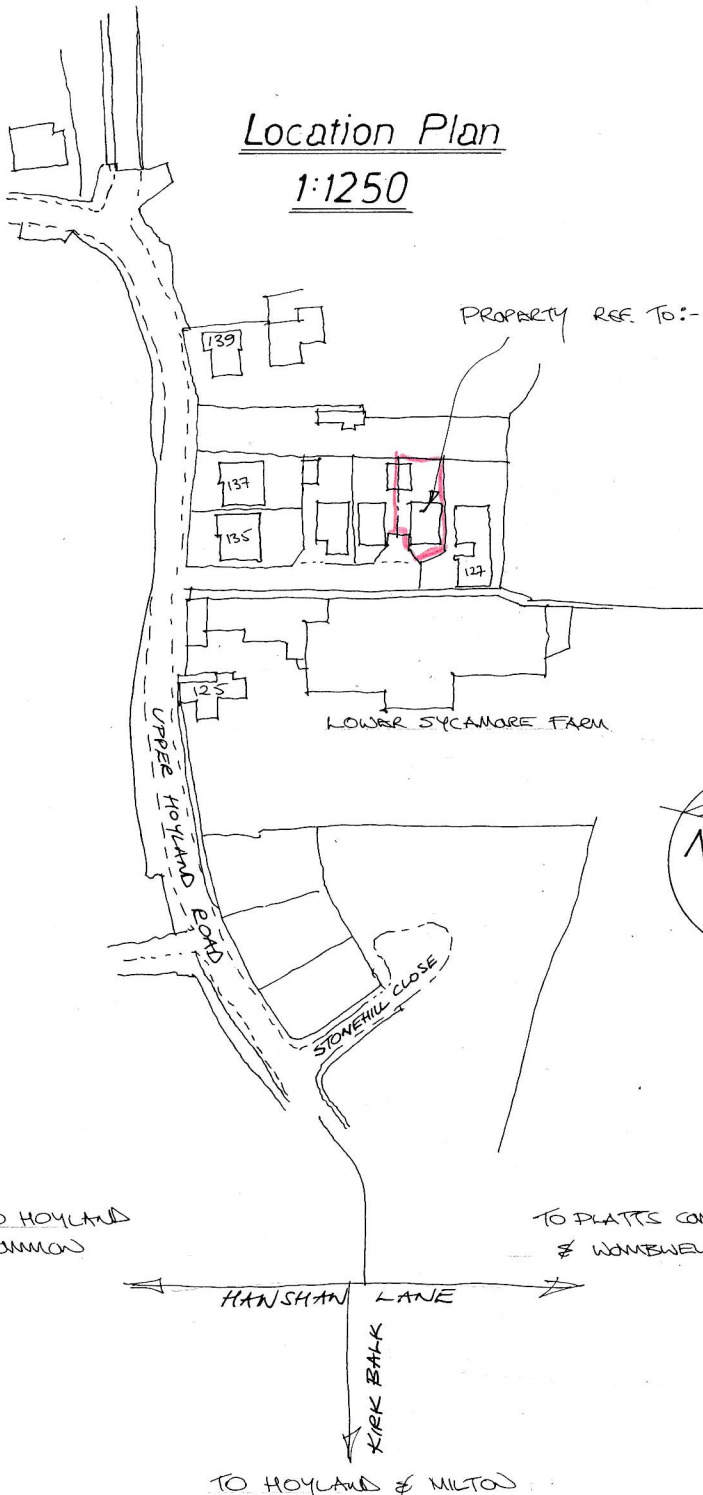 Location Plan
1:1250
PROPERTY REF. TO:-
139
137
135
127
125
LOWER SYCAMORE FARM
UPPER HOYLAND ROAD
N
STONEHILL CLOSE
HOYLAND
TO PLATTS
& WOMBWEL
HAWSHAW LANE
KIRK BALK
TO HOYLAND & MILTON